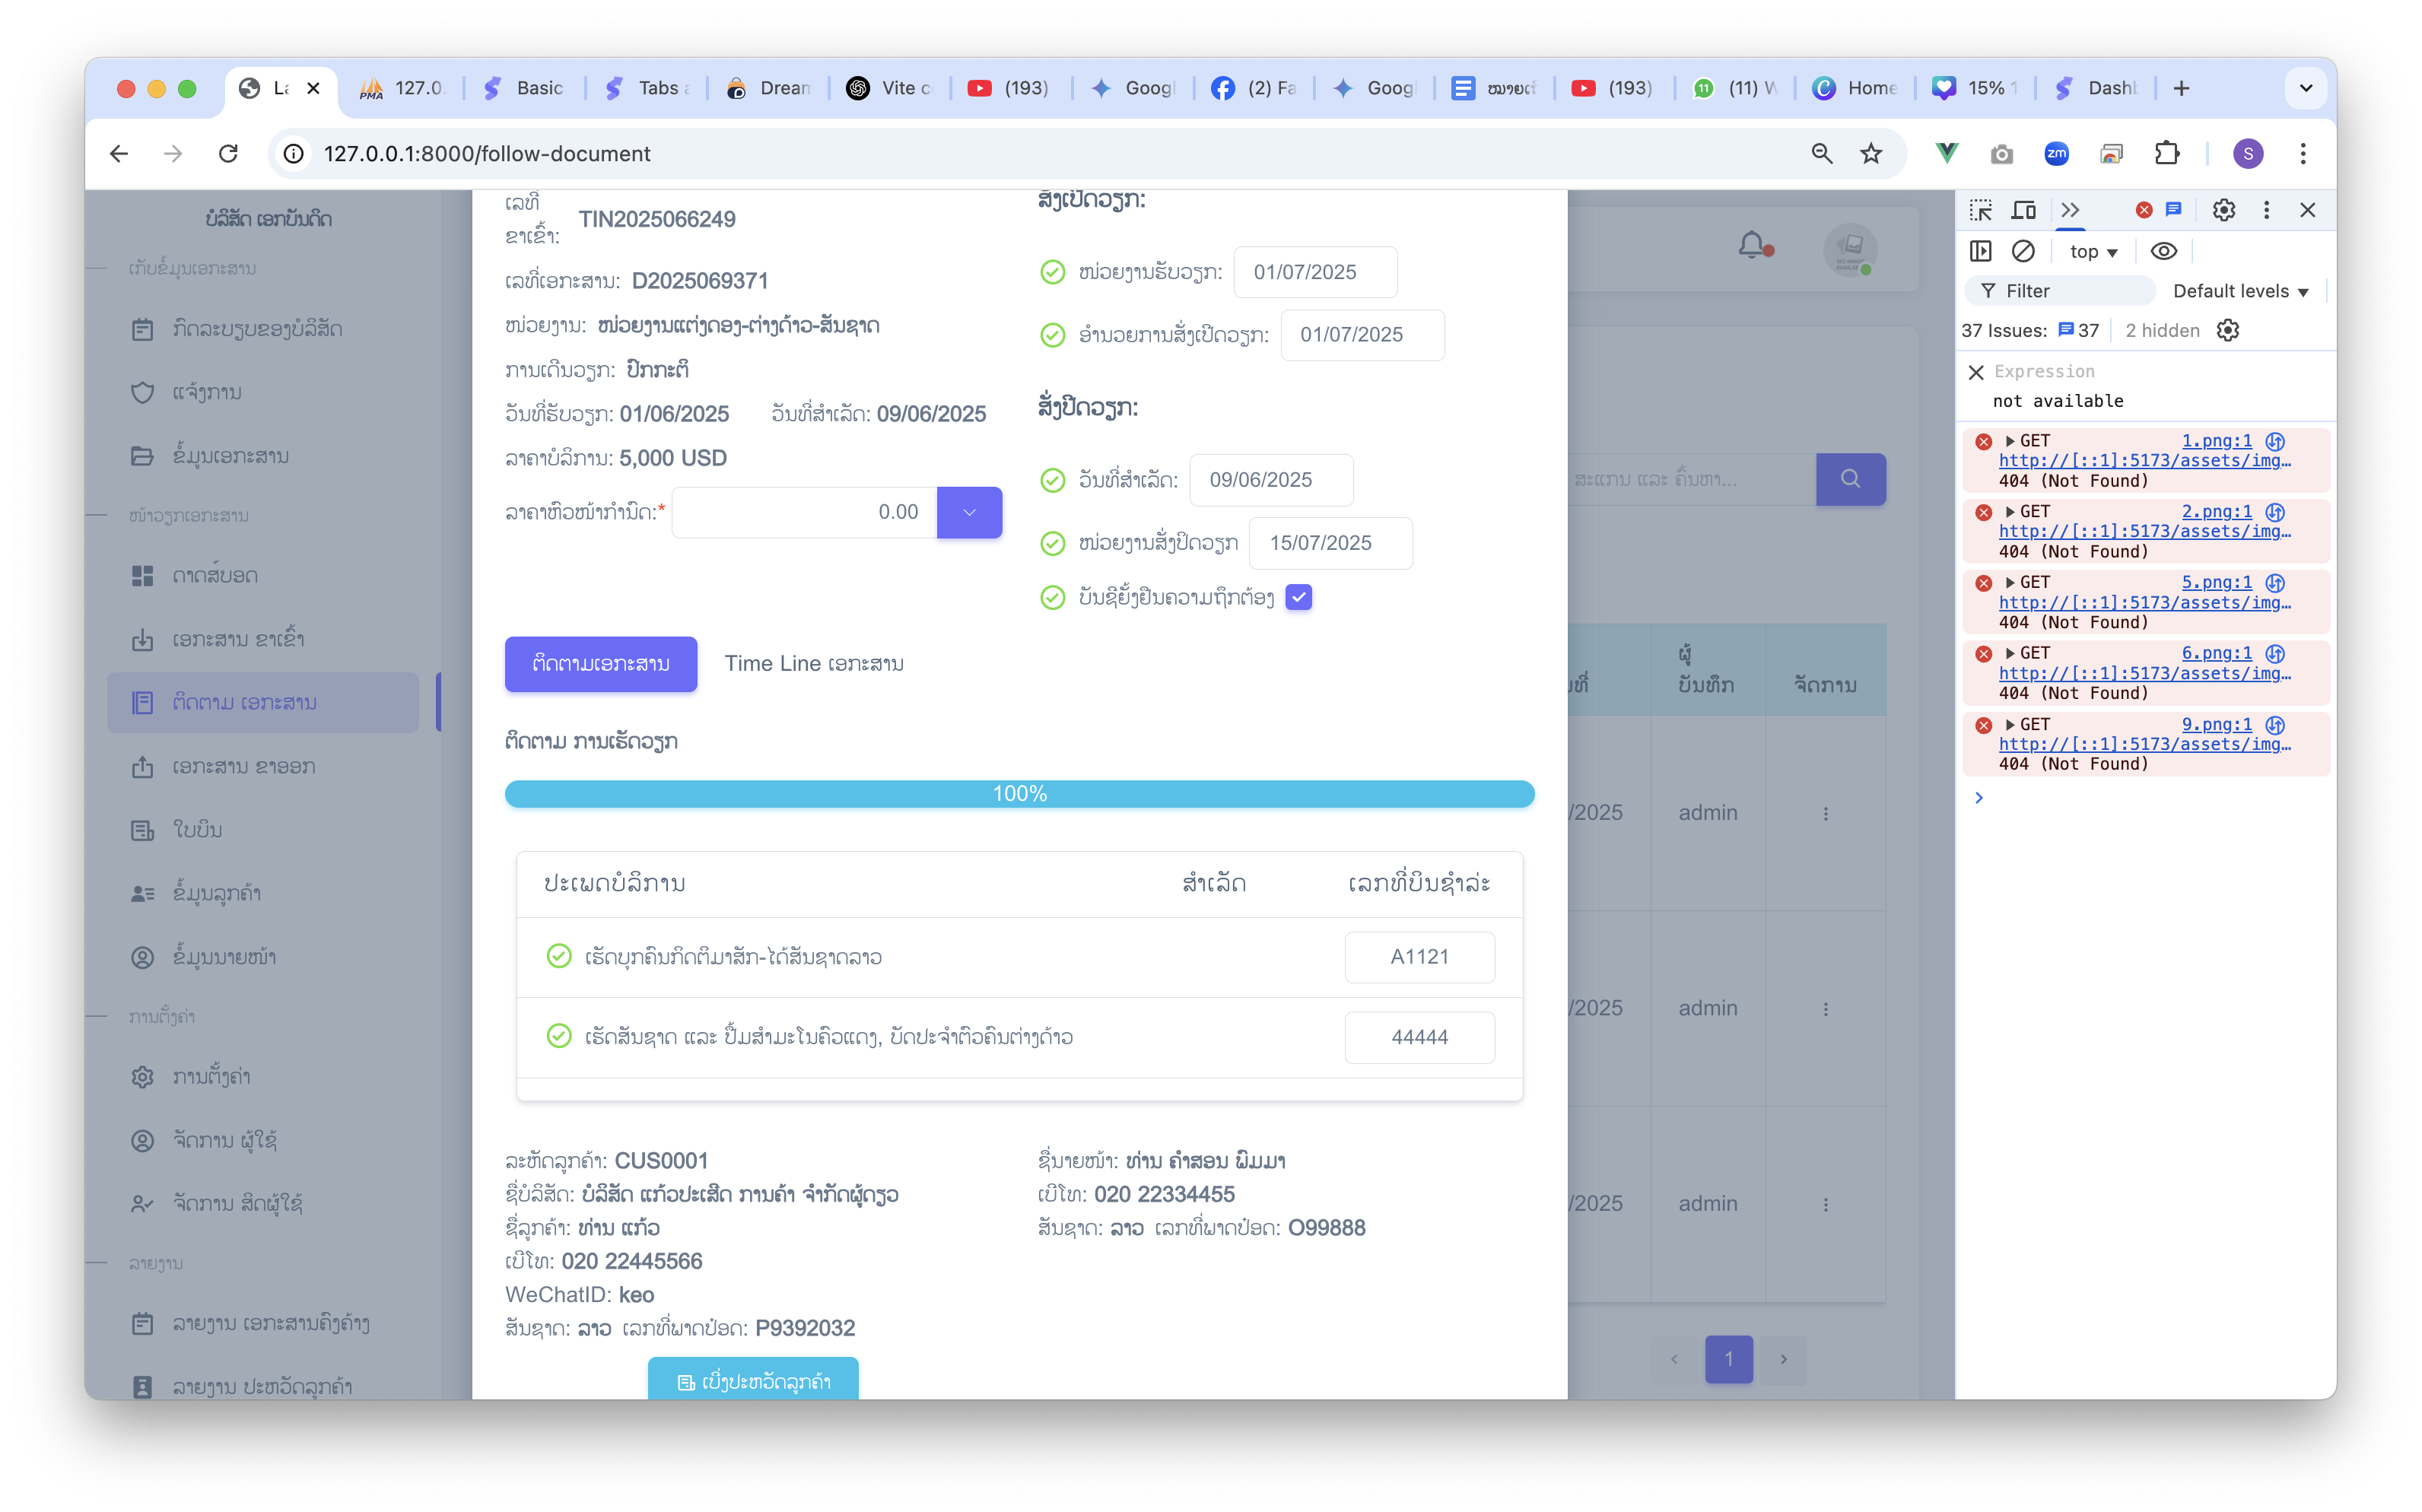 127.0
Basic
Tabs
Drean
Vite c
(193)
Googl
(2) Fa
Googl
ໝາຍເ
(193)
(11) W
Home
15% 1
Dash
127.0.0.1:8000/follow-document
ບໍລິສັດ ເອກບັນດິດ
ເກັບຂໍ້ມູນເອກະສານ
ກົດລະບຽບຂອງບໍລິສັດ
ແຈ້ງການ
ຂໍ້ມູນເອກະສານ
ໜ້າວຽກເອກະສານ
ດາດສ໌ບອດ
ເອກະສານ ຂາເຂົ້າ
ຕິດຕາມ ເອກະສານ
ເອກະສານ ຂາອອກ
ໃບບິນ
ຂໍ້ມູນລູກຄ້າ
ຂໍ້ມູນນາຍໜ້າ
ການຕັ້ງຄ່າ
ການຕັ້ງຄ່າ
ຈັດການ ຜູ້ໃຊ້
ຈັດການ ສິດຜູ້ໃຊ້
ລາຍງານ
ລາຍງານ ເອກະສານຄົງຄ້າງ
ລາຍງານ ປະຫວັດລູກຄ້າ
ເລກທີ່
ຂາເຂົ້າ: TIN2025066249
ເລກທີ່ເອກະສານ: D2025069371
ໜ່ວຍງານ: ໜ່ວຍງານແຕ່ງດອງ-ຕ່າງດ້າວ-ສັນຊາດ
ການເດີນວຽກ: ປົກກະຕິ
ວັນທີ່ຮັບວຽກ: 01/06/2025 ວັນທີ່ສຳເລັດ: 09/06/2025
ລາຄາບໍລິການ: 5,000 USD
ລາຄາຫົວໜ້າກຳນົດ:* 0.00
ສັ່ງເປີດວຽກ:
ໜ່ວຍງານຮັບວຽກ: 01/07/2025
ອຳນວຍການສັ່ງເປີດວຽກ: 01/07/2025
ສັ່ງປິດວຽກ:
ວັນທີ່ສຳເລັດ: 09/06/2025
ໜ່ວຍງານສັ່ງປິດວຽກ 15/07/2025
ບັນຊີຍັ້ງຢືນຄວາມຖືກຕ້ອງ
ຕິດຕາມເອກະສານ
Time Line ເອກະສານ
ຕິດຕາມ ການເຮັດວຽກ
100%
ປະເພດບໍລິການ ສຳເລັດ ເລກທີ່ບິນຊຳລ່ະ
ເຮັດບຸກຄົນກິດຕິມາສັກ-ໄດ້ສັນຊາດລາວ A1121
ເຮັດສັນຊາດ ແລະ ປື້ມສຳມະໂນຄົວແດງ, ບັດປະຈຳຕົວຄົນຕ່າງດ້າວ 44444
ລະຫັດລູກຄ້າ: CUS0001
ຊື່ບໍລິສັດ: ບໍລິສັດ ແກ້ວປະເສີດ ການຄ້າ ຈຳກັດຜູ້ດຽວ
ຊື່ລູກຄ້າ: ທ່ານ ແກ້ວ
ເບີໂທ: 020 22445566
WeChatID: keo
ສັນຊາດ: ລາວ ເລກທີ່ພາດປ໋ອດ: P9392032
ເບີ່ງປະຫວັດລູກຄ້າ
ຊື່ນາຍໜ້າ: ທ່ານ ຄຳສອນ ພົມມາ
ເບີໂທ: 020 22334455
ສັນຊາດ: ລາວ ເລກທີ່ພາດປ໋ອດ: O99888
NO IMAGE
ສະແກນ ແລະ ຄົ້ນຫາ...
ທີ່ ຜູ້ບັນທຶກ ຈັດການ
/2025 admin
/2025 admin
/2025 admin
1
top
Filter
Default levels
37 Issues: 37 2 hidden
Expression
not available
GET 1.png:1
http://[::1]:5173/assets/img…
404 (Not Found)
GET 2.png:1
http://[::1]:5173/assets/img…
404 (Not Found)
GET 5.png:1
http://[::1]:5173/assets/img…
404 (Not Found)
GET 6.png:1
http://[::1]:5173/assets/img…
404 (Not Found)
GET 9.png:1
http://[::1]:5173/assets/img…
404 (Not Found)